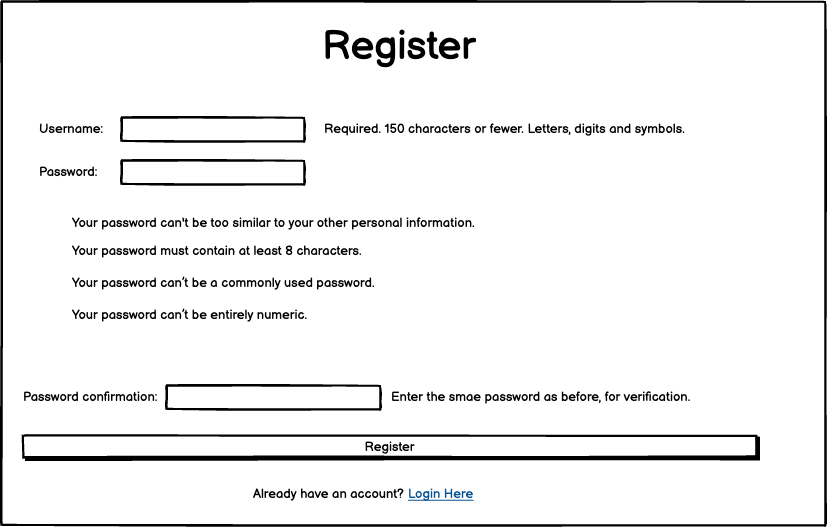 Register
Username: Required. 150 characters or fewer. Letters, digits and symbols.
Password:
Your password can't be too similar to your other personal information.
Your password must contain at least 8 characters.
Your password can't be a commonly used password.
Your password can't be entirely numeric.
Password confirmation: Enter the smae password as before, for verification.
Register
Already have an account? Login Here